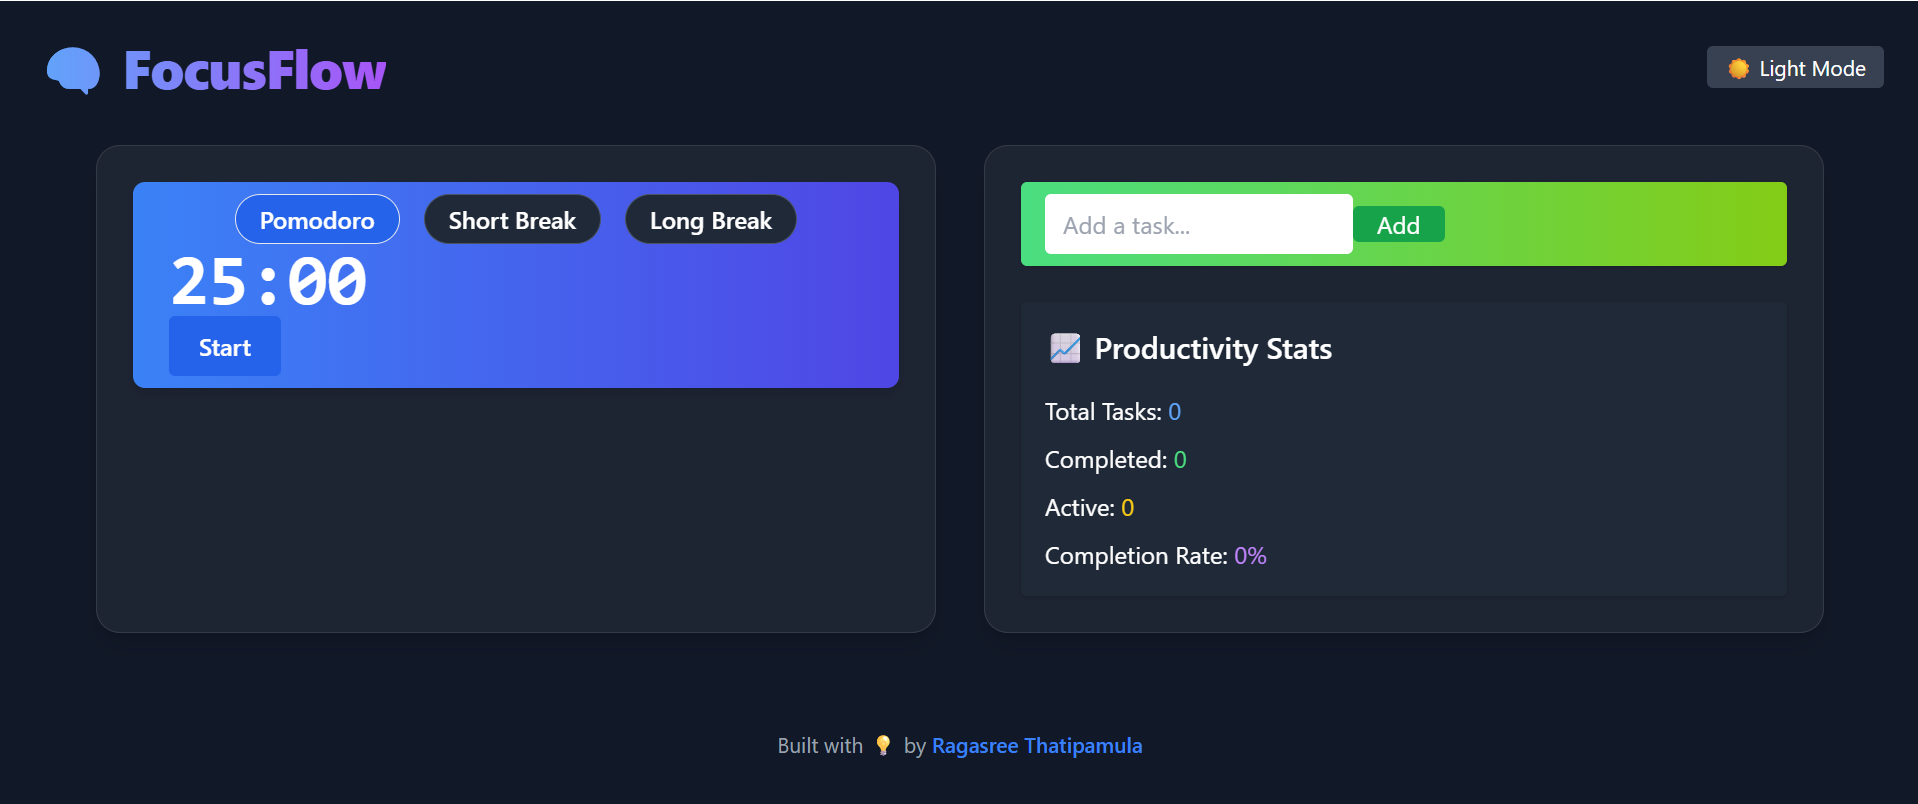 FocusFlow
Light Mode
Pomodoro Short Break Long Break
25:00
Start
Add a task... Add
Productivity Stats
Total Tasks: 0
Completed: 0
Active: 0
Completion Rate: 0%
Built with 💡 by Ragasree Thatipamula